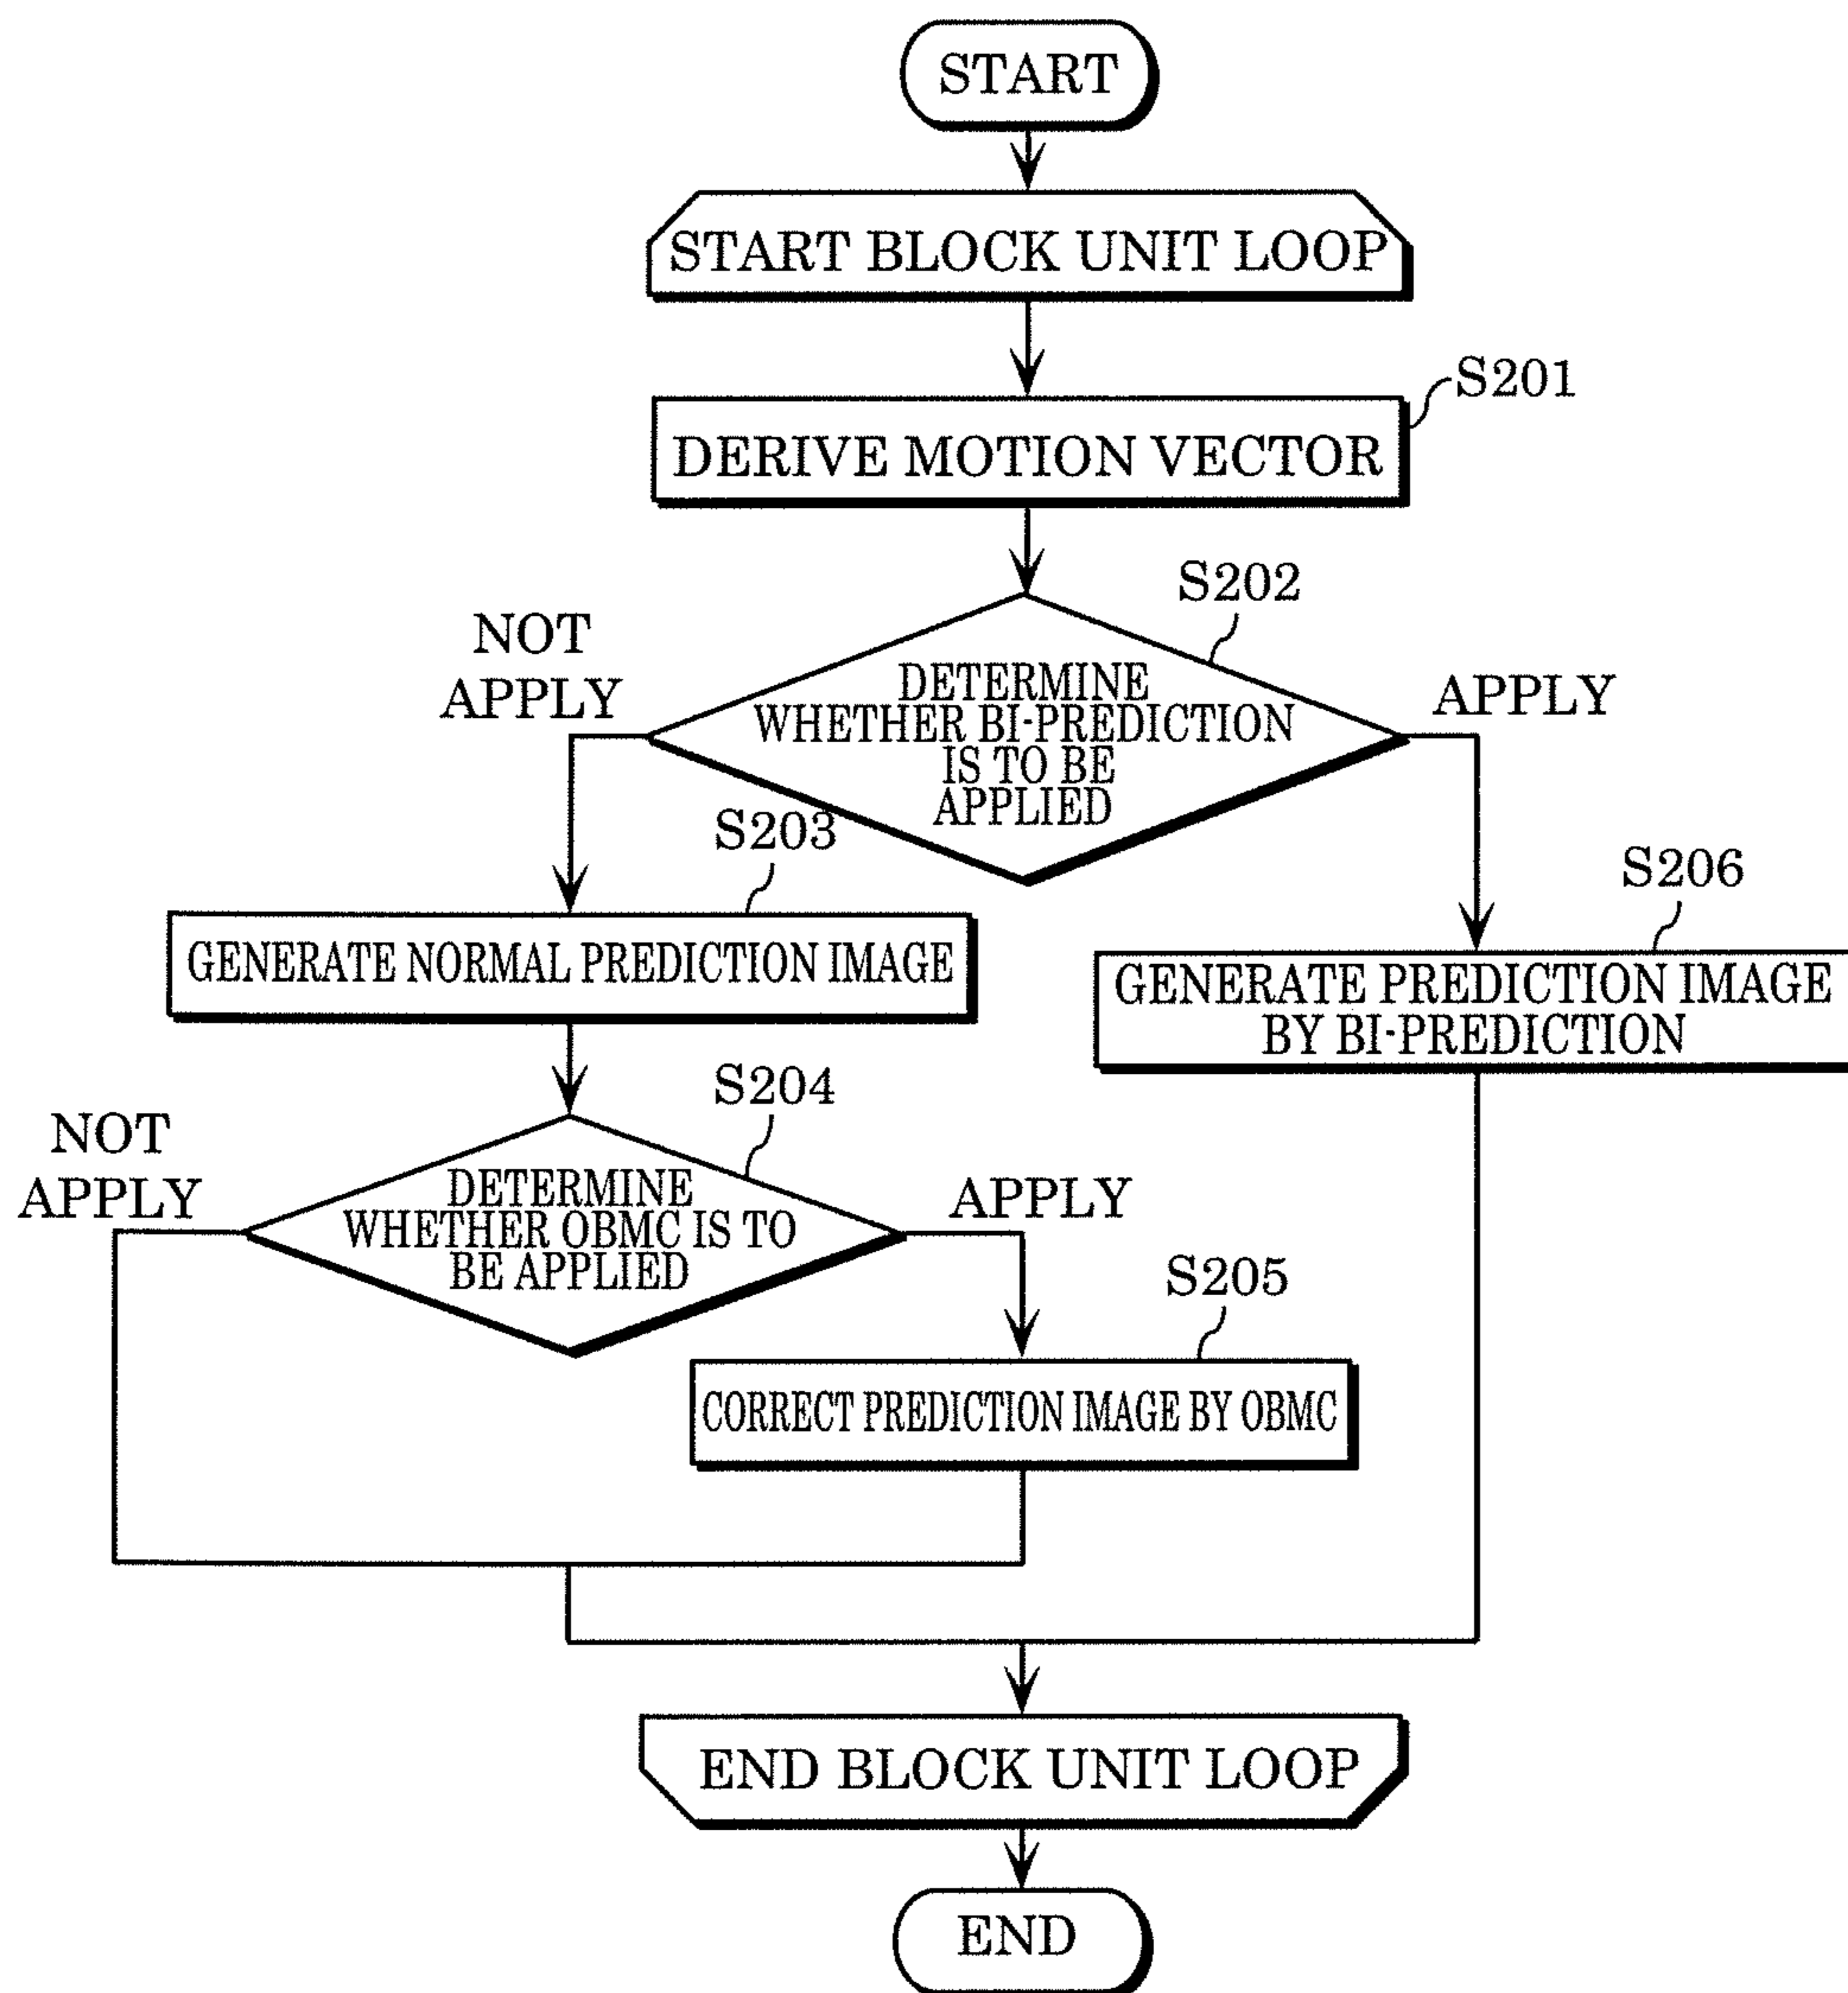 START
START BLOCK UNIT LOOP
S201
DERIVE MOTION VECTOR
S202
NOT
APPLY
DETERMINE
WHETHER BI-PREDICTION
IS TO BE
APPLIED
APPLY
S203
GENERATE NORMAL PREDICTION IMAGE
S206
GENERATE PREDICTION IMAGE
BY BI-PREDICTION
S204
NOT
APPLY
DETERMINE
WHETHER OBMC IS TO
BE APPLIED
APPLY
S205
CORRECT PREDICTION IMAGE BY OBMC
END BLOCK UNIT LOOP
END